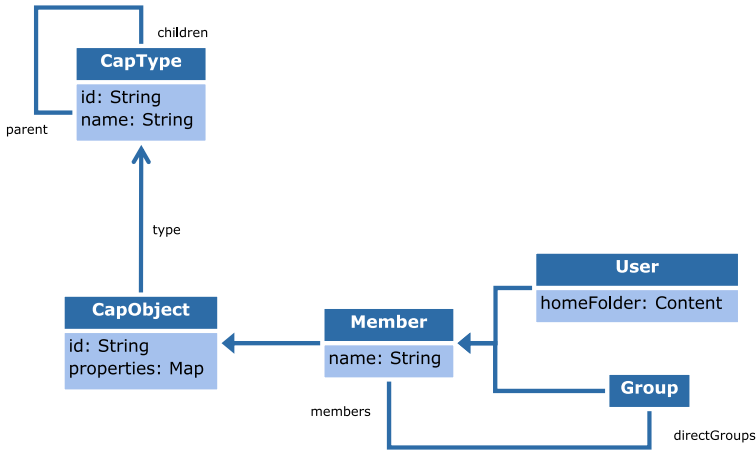 children
CapType
id: String
name: String
parent
type
User
homeFolder: Content
CapObject
id: String
properties: Map
Member
name: String
Group
members
directGroups